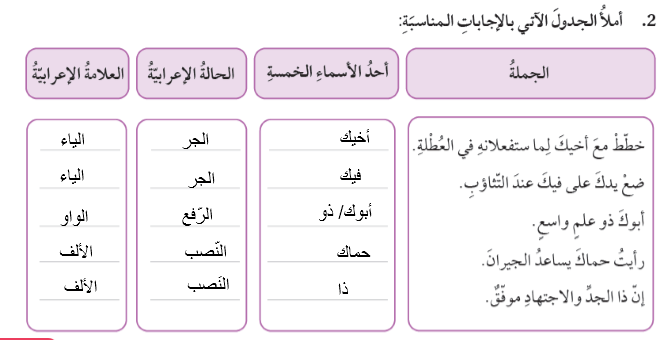 2. أملأُ الجدولَ الآتي بالإجاباتِ المناسبَةِ:
الجملةُ
أحدُ الأسماءِ الخمسةِ
الحالةُ الإعرابيّةُ
العلامةُ الإعرابيّةُ
خطّطْ معَ أخيكَ لِما ستفعلانهِ في العُطْلةِ.
أخيك
الجر
الياء
ضعْ يدكَ على فيكَ عندَ التّثاؤبِ.
فيك
الجر
الياء
أبوكَ ذو علمٍ واسعٍ.
أبوك/ ذو
الرّفع
الواو
رأيتُ حماكَ يساعدُ الجيرانَ.
حماك
النّصب
الألف
إنّ ذا الجدِّ والاجتهادِ موفّقٌ.
ذا
النَصب
الألف